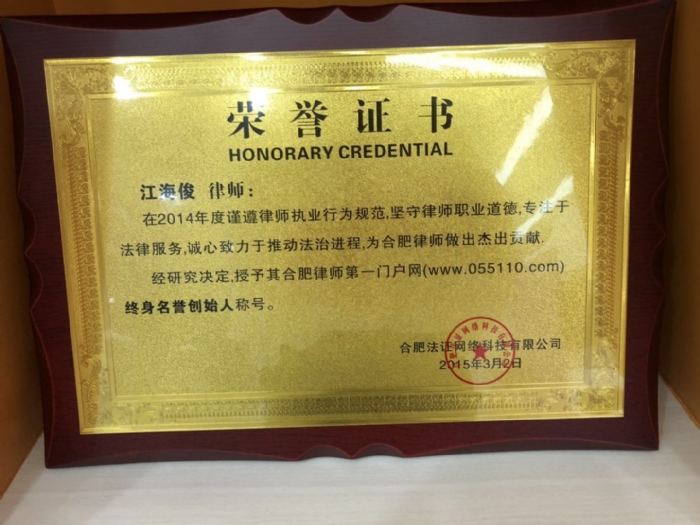 荣誉证书
HONORARY CREDENTIAL
江海俊 律师：
在2014年度谨遵律师执业行为规范,坚守律师职业道德,专注于
法律服务,诚心致力于推动法治进程,为合肥律师做出杰出贡献.
经研究决定,授予其合肥律师第一门户网(www.055110.com)
终身名誉创始人称号。
合肥法证网络科技有限公司
2015年3月2日